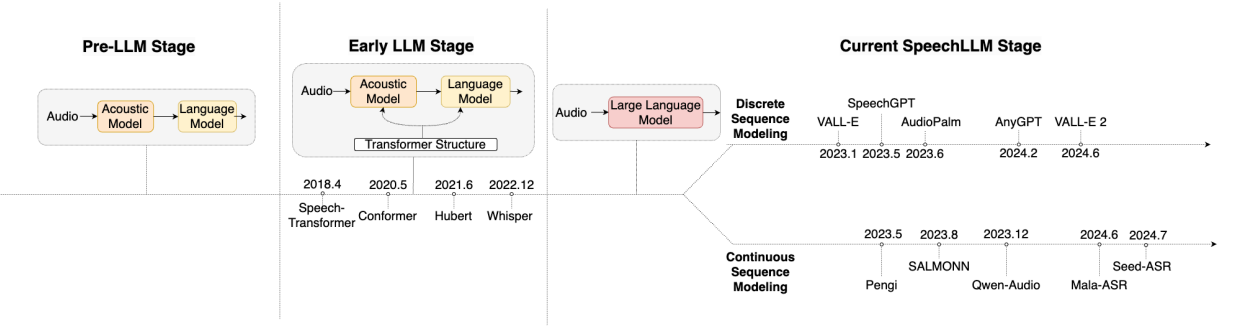 Pre-LLM Stage
Audio
Acoustic
Model
Language
Model
Early LLM Stage
Audio
Acoustic
Model
Language
Model
Transformer Structure
2018.4
2020.5
2021.6
2022.12
Speech-
Transformer
Conformer
Hubert
Whisper
Current SpeechLLM Stage
Audio
Large Language
Model
Discrete
Sequence
Modeling
SpeechGPT
VALL-E
AudioPalm
AnyGPT
VALL-E 2
2023.1
2023.5
2023.6
2024.2
2024.6
Continuous
Sequence
Modeling
2023.5
2023.8
2023.12
2024.6
2024.7
SALMONN
Seed-ASR
Pengi
Qwen-Audio
Mala-ASR